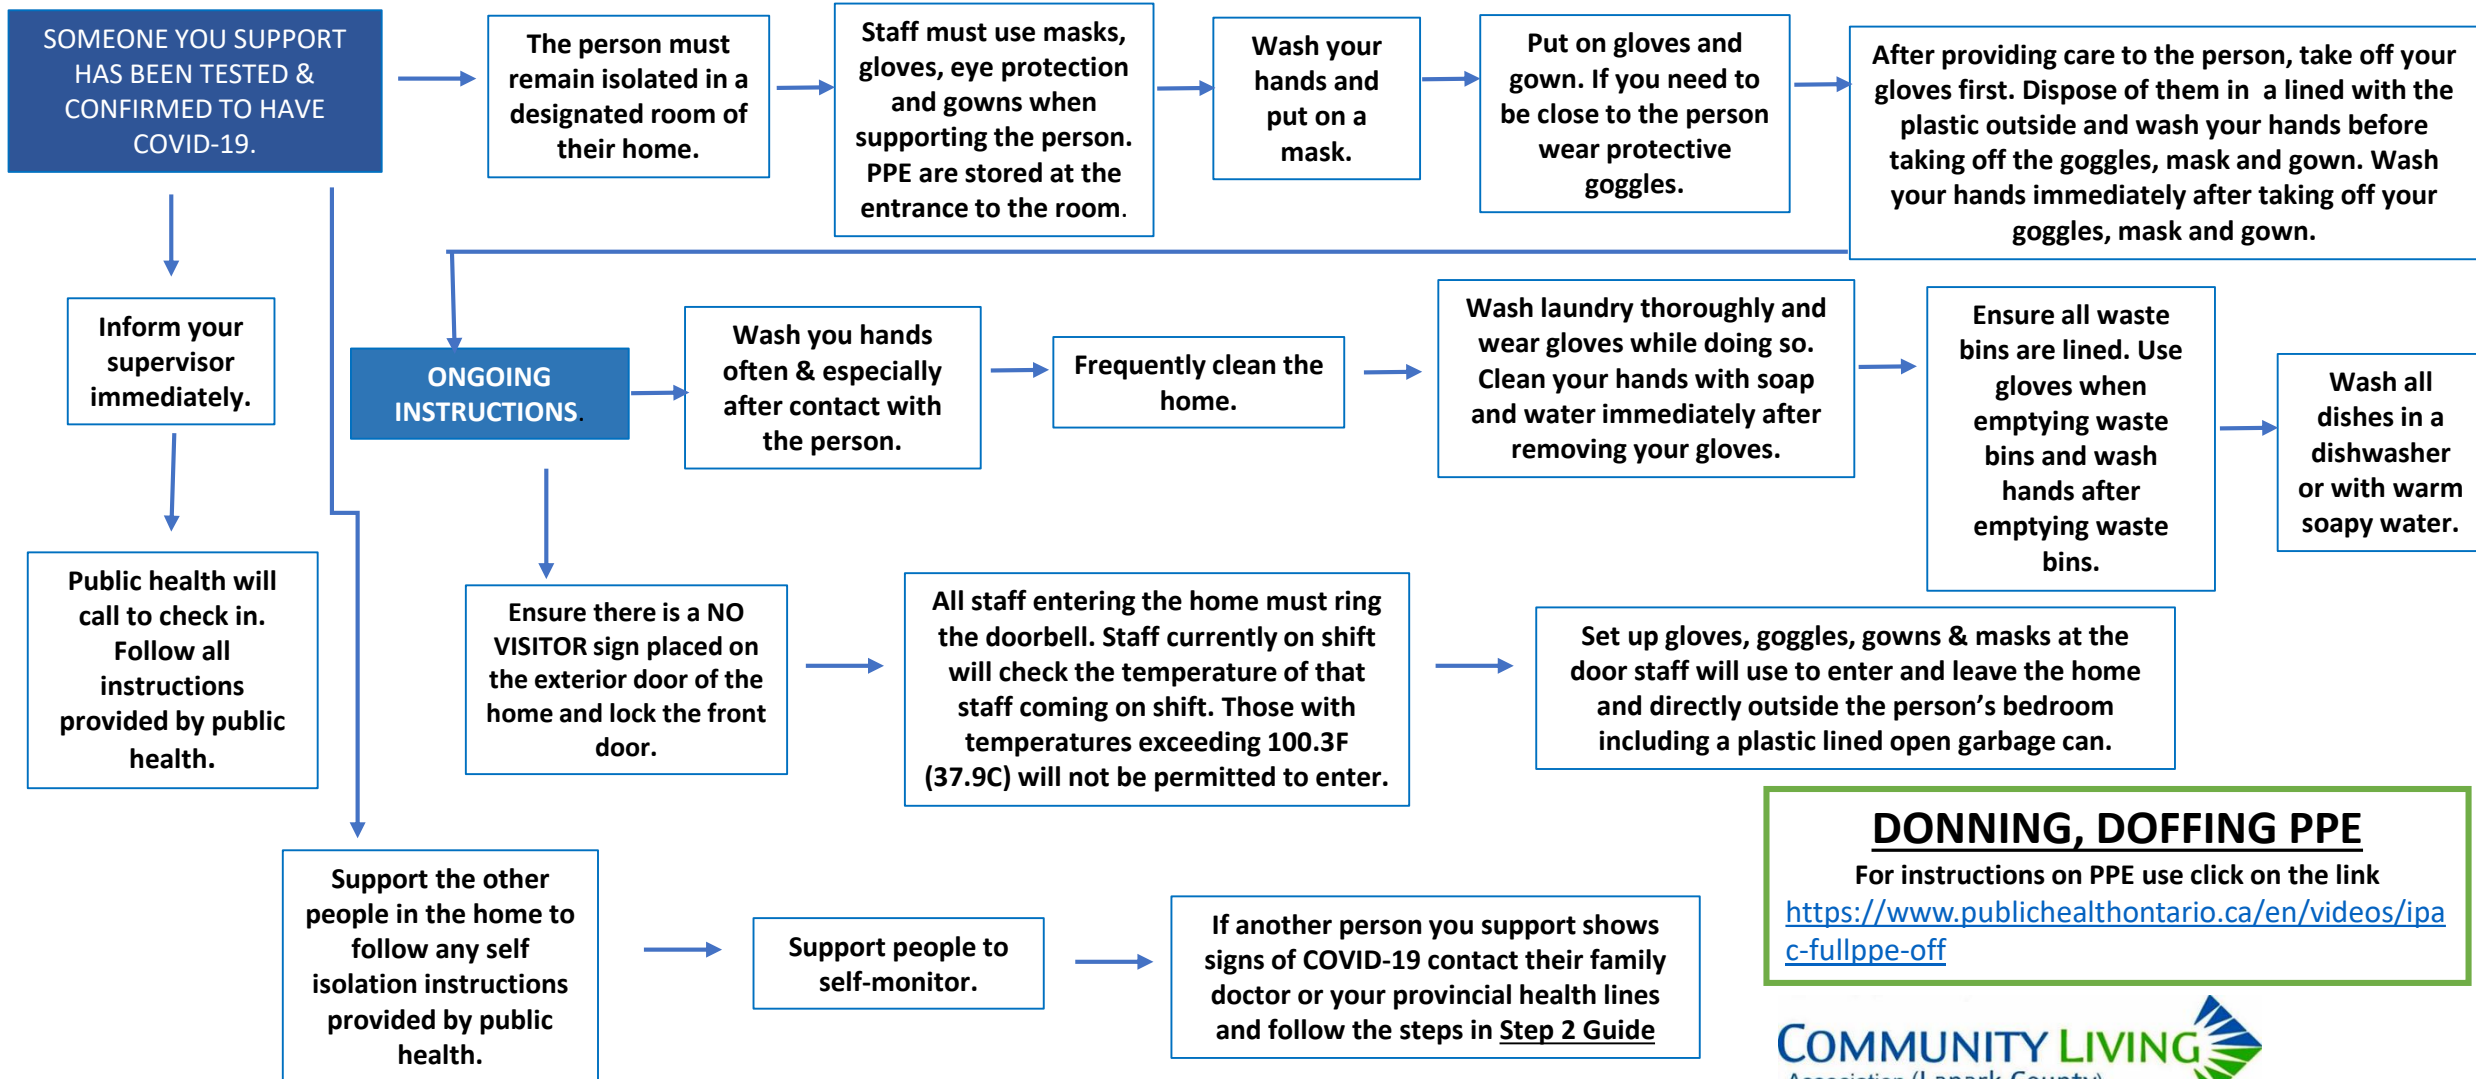 SOMEONE YOU SUPPORT
HAS BEEN TESTED &
CONFIRMED TO HAVE
COVID-19.
The person must
remain isolated in a
designated room of
their home.
Staff must use masks,
gloves, eye protection
and gowns when
supporting the person.
PPE are stored at the
entrance to the room.
Wash your
hands and
put on a
mask.
Put on gloves and
gown. If you need to
be close to the person
wear protective
goggles.
After providing care to the person, take off your
gloves first. Dispose of them in a lined with the
plastic outside and wash your hands before
taking off the goggles, mask and gown. Wash
your hands immediately after taking off your
goggles, mask and gown.
Inform your
supervisor
immediately.
Public health will
call to check in.
Follow all
instructions
provided by public
health.
ONGOING
INSTRUCTIONS.
Wash you hands
often & especially
after contact with
the person.
Frequently clean the
home.
Wash laundry thoroughly and
wear gloves while doing so.
Clean your hands with soap
and water immediately after
removing your gloves.
Ensure all waste
bins are lined. Use
gloves when
emptying waste
bins and wash
hands after
emptying waste
bins.
Wash all
dishes in a
dishwasher
or with warm
soapy water.
Ensure there is a NO
VISITOR sign placed on
the exterior door of the
home and lock the front
door.
All staff entering the home must ring
the doorbell. Staff currently on shift
will check the temperature of that
staff coming on shift. Those with
temperatures exceeding 100.3F
(37.9C) will not be permitted to enter.
Set up gloves, goggles, gowns & masks at the
door staff will use to enter and leave the home
and directly outside the person's bedroom
including a plastic lined open garbage can.
Support the other
people in the home to
follow any self
isolation instructions
provided by public
health.
Support people to
self-monitor.
If another person you support shows
signs of COVID-19 contact their family
doctor or your provincial health lines
and follow the steps in Step 2 Guide
DONNING, DOFFING PPE
For instructions on PPE use click on the link
https://www.publichealthontario.ca/en/videos/ipa
c-fullppe-off
COMMUNITY LIVING
Association (Lanark County)